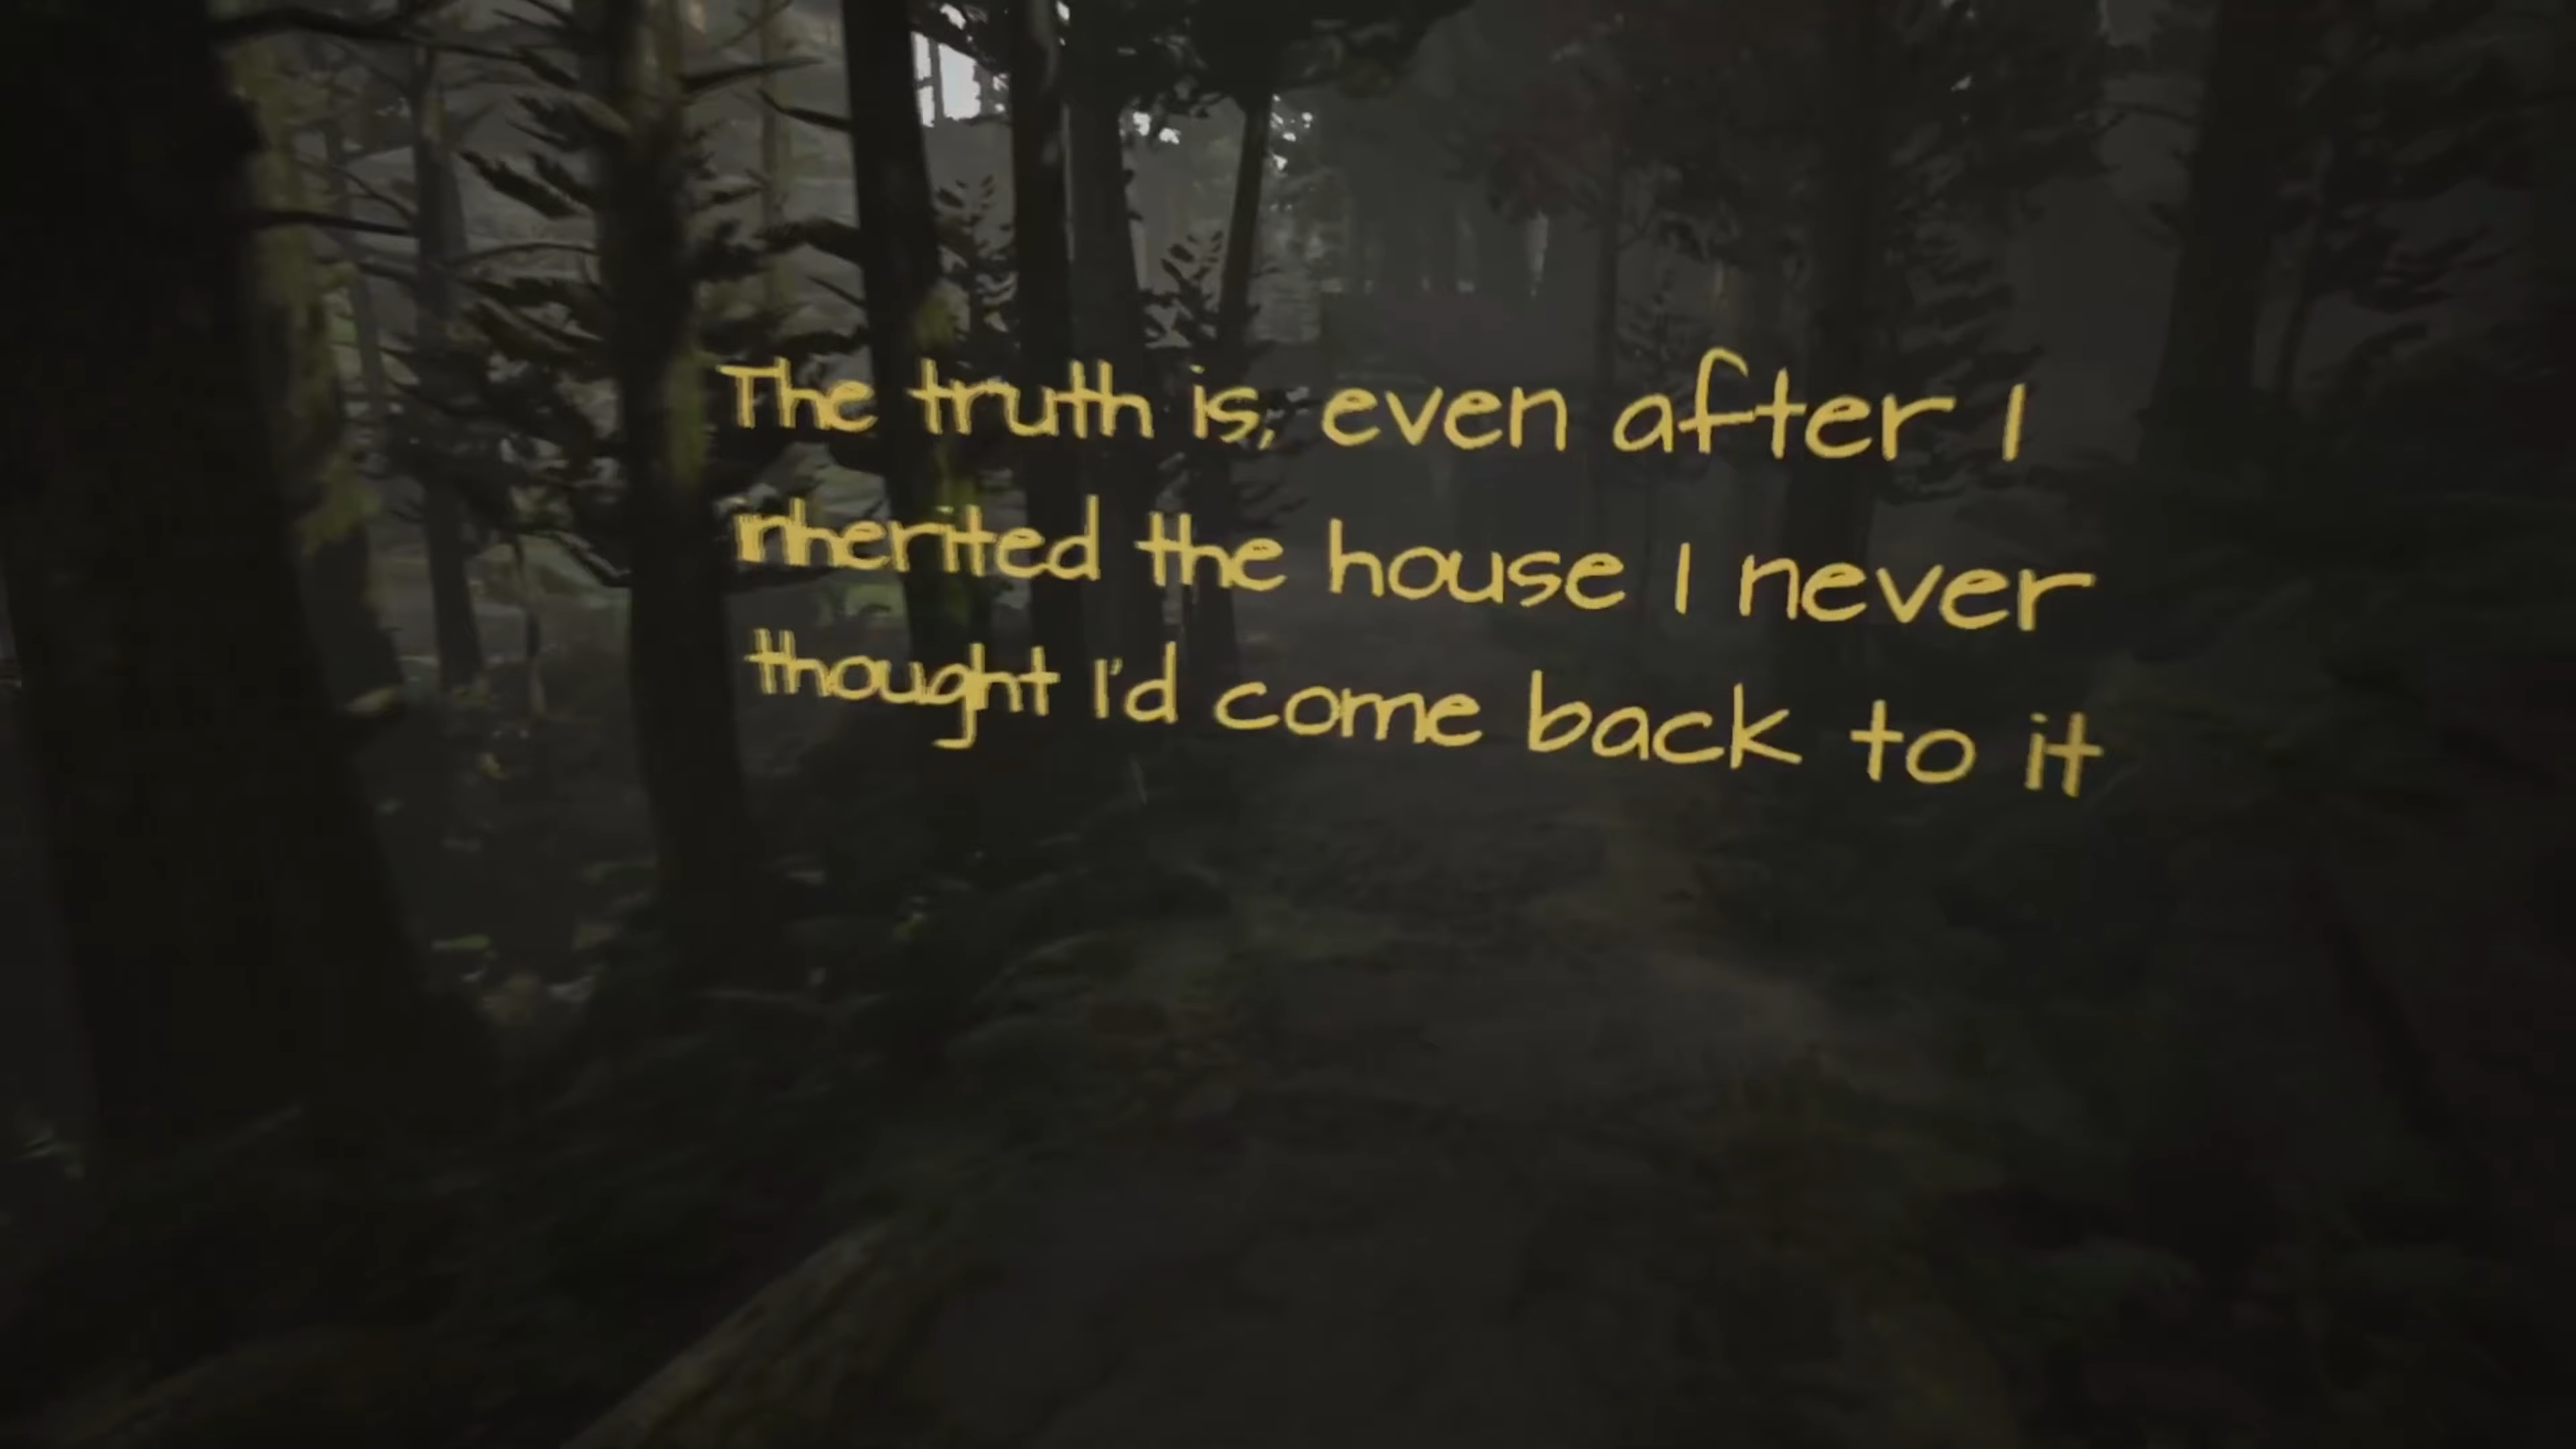 The truth is, even after I
inherited the house I never
thought I'd come back to it